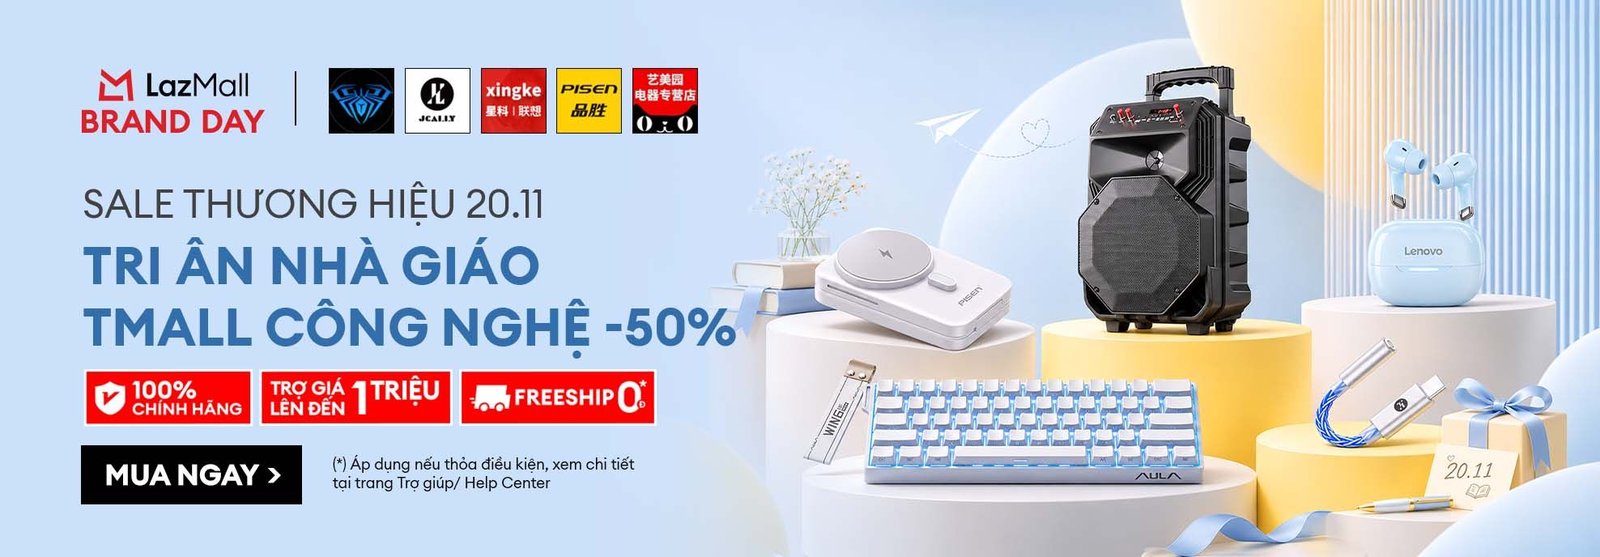 LazMall
BRAND DAY
JCALLY
xingke
星科|联想
PISEN
品胜
艺美园
电器专营店
SALE THƯƠNG HIỆU 20.11
TRI ÂN NHÀ GIÁO
TMALL CÔNG NGHỆ -50%
100%
CHÍNH HÃNG
TRỢ GIÁ
LÊN ĐẾN
1 TRIỆU
FREESHIP 0Đ*
MUA NGAY >
(*) Áp dụng nếu thỏa điều kiện, xem chi tiết
tại trang Trợ giúp/ Help Center
PISEN
Lenovo
AULA
20.11